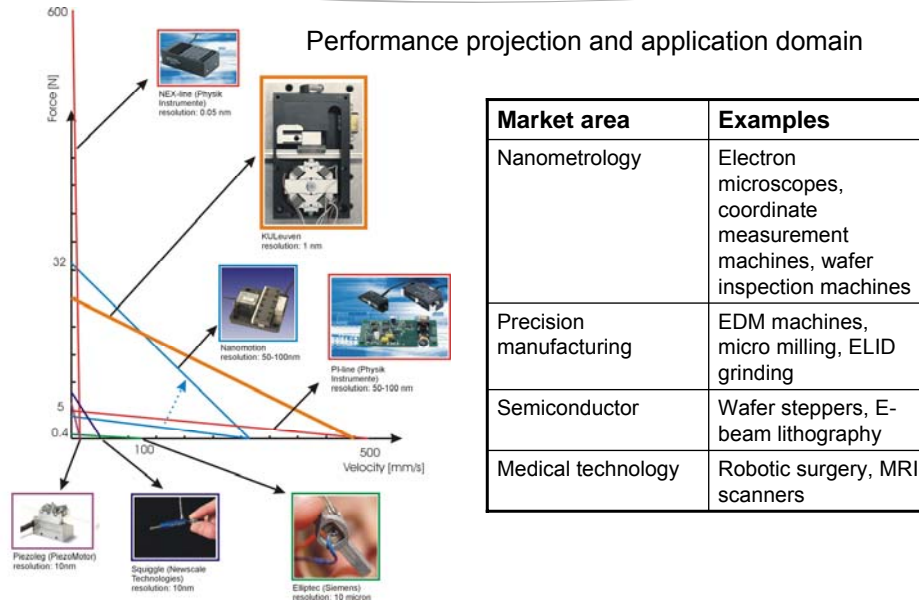 Performance projection and application domain
600
Force [N]
NEX-line (Physik
Instrumente)
resolution: 0.05 nm
KULeuven
resolution: 1 nm
32
Nanomotion
resolution: 50-100nm
PI-line (Physik
Instrumente)
resolution: 50-100 nm
5
0.4
100
500
Velocity [mm/s]
Piezoleg (PiezoMotor)
resolution: 10nm
Squiggle (Newscale
Technologies)
resolution: 10nm
Elliptec (Siemens)
resolution: 10 micron
Market area
Examples
Nanometrology
Electron
microscopes,
coordinate
measurement
machines, wafer
inspection machines
Precision
manufacturing
EDM machines,
micro milling, ELID
grinding
Semiconductor
Wafer steppers, E-
beam lithography
Medical technology
Robotic surgery, MRI
scanners